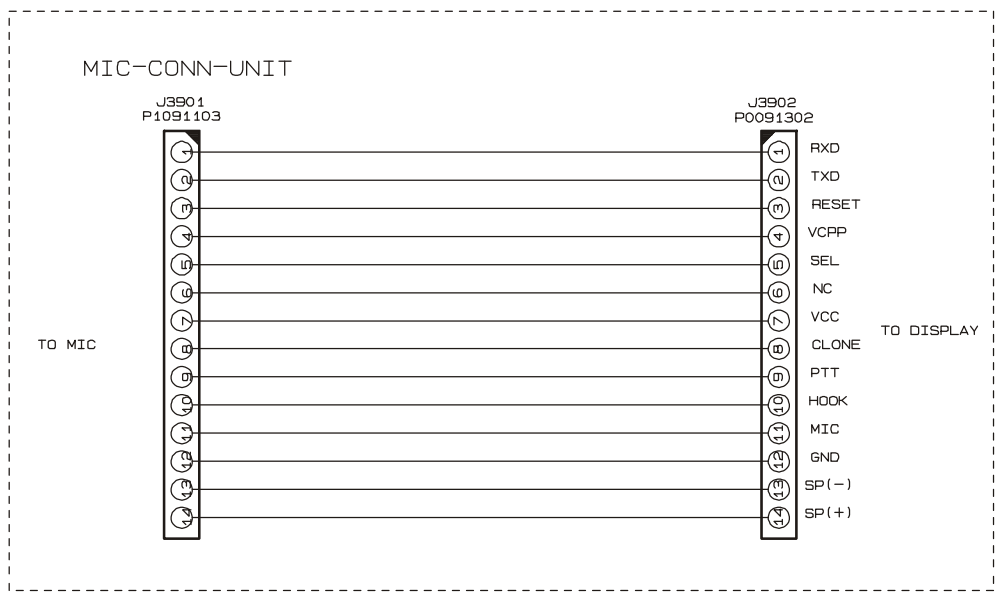 MIC-CONN-UNIT
J3901
P1091103
J3902
P0091302
1 1 RXD
2 2 TXD
3 3 RESET
4 4 VCPP
5 5 SEL
6 6 NC
7 7 VCC
TO DISPLAY
TO MIC
8 8 CLONE
9 9 PTT
10 10 HOOK
11 11 MIC
12 12 GND
13 13 SP(-)
14 14 SP(+)